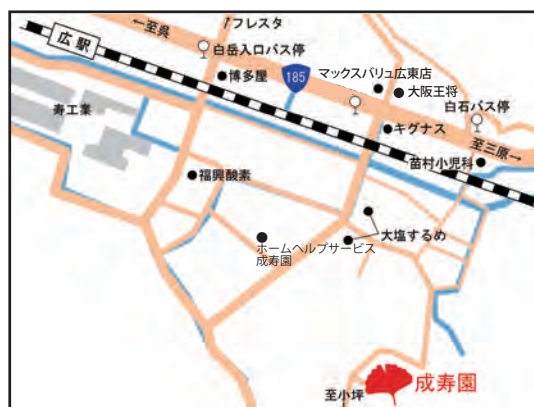 ↑フレスタ
←至呉
広駅
白岳入口バス停
博多屋
185
マックスバリュ広東店
大阪王将
白石バス停
寿工業
キグナス
至三原→
苗村小児科
福興酸素
ホームヘルプサービス
成寿園
大塩するめ
至小坪
成寿園